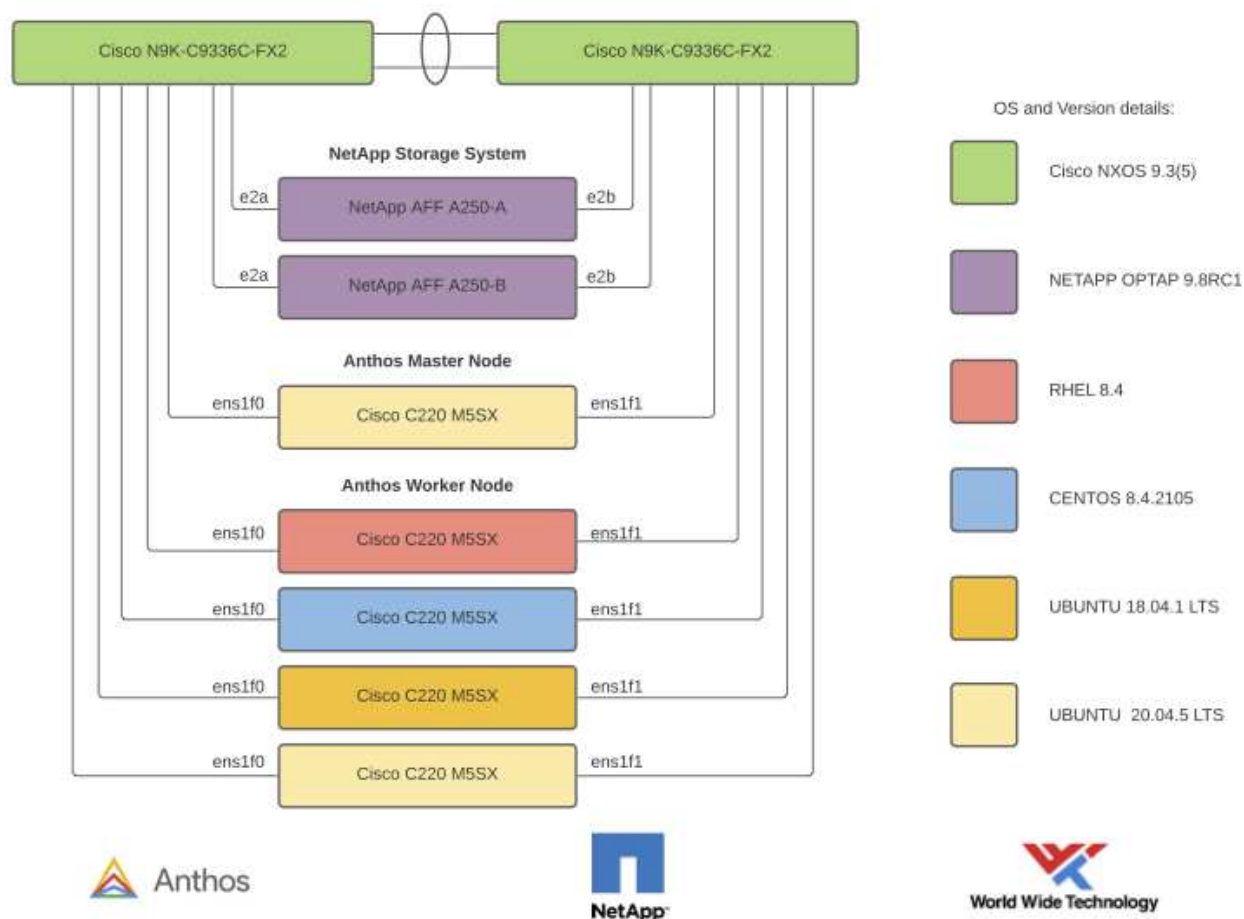 Cisco N9K-C9336C-FX2
Cisco N9K-C9336C-FX2
OS and Version details:
Cisco NXOS 9.3(5)
NetApp Storage System
e2a
NetApp AFF A250-A
e2b
e2a
NetApp AFF A250-B
e2b
NETAPP OPTAP 9.8RC1
Anthos Master Node
ens1f0
Cisco C220 M5SX
ens1f1
RHEL 8.4
Anthos Worker Node
ens1f0
Cisco C220 M5SX
ens1f1
CENTOS 8.4.2105
ens1f0
Cisco C220 M5SX
ens1f1
UBUNTU 18.04.1 LTS
ens1f0
Cisco C220 M5SX
ens1f1
UBUNTU 20.04.5 LTS
ens1f0
Cisco C220 M5SX
ens1f1
Anthos
NetApp
World Wide Technology